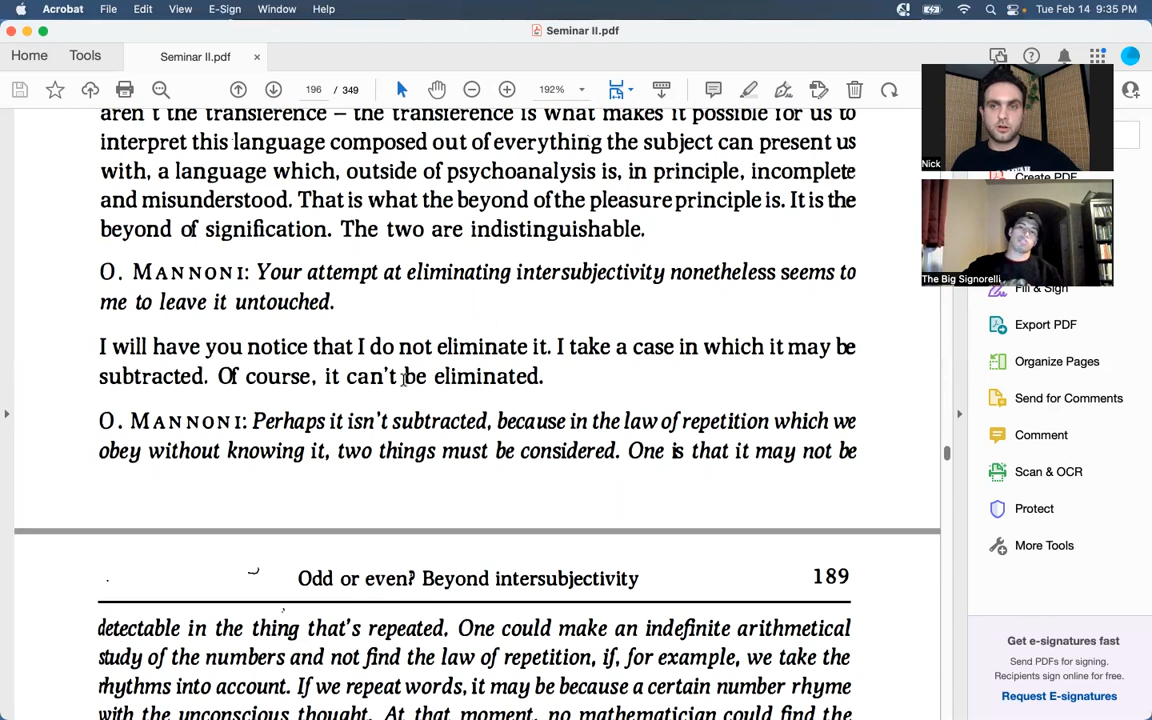 Acrobat File Edit View E-Sign Window Help Tue Feb 14 9:35 PM
Seminar II.pdf
Home Tools Seminar II.pdf ×
196 / 349 192%
aren't the transference – the transference is what makes it possible for us to
interpret this language composed out of everything the subject can present us
with, a language which, outside of psychoanalysis is, in principle, incomplete
and misunderstood. That is what the beyond of the pleasure principle is. It is the
beyond of signification. The two are indistinguishable.
O. MANNONI: Your attempt at eliminating intersubjectivity nonetheless seems to
me to leave it untouched.
I will have you notice that I do not eliminate it. I take a case in which it may be
subtracted. Of course, it can't be eliminated.
O. MANNONI: Perhaps it isn't subtracted, because in the law of repetition which we
obey without knowing it, two things must be considered. One is that it may not be
Odd or even? Beyond intersubjectivity 189
detectable in the thing that's repeated. One could make an indefinite arithmetical
study of the numbers and not find the law of repetition, if, for example, we take the
rhythms into account. If we repeat words, it may be because a certain number rhyme
with the unconscious thought. At that moment, no mathematician could find the
Nick
The Big Signorelli
Create PDF
Fill & Sign
Export PDF
Organize Pages
Send for Comments
Comment
Scan & OCR
Protect
More Tools
Get e-signatures fast
Send PDFs for signing.
Recipients sign online for free.
Request E-signatures